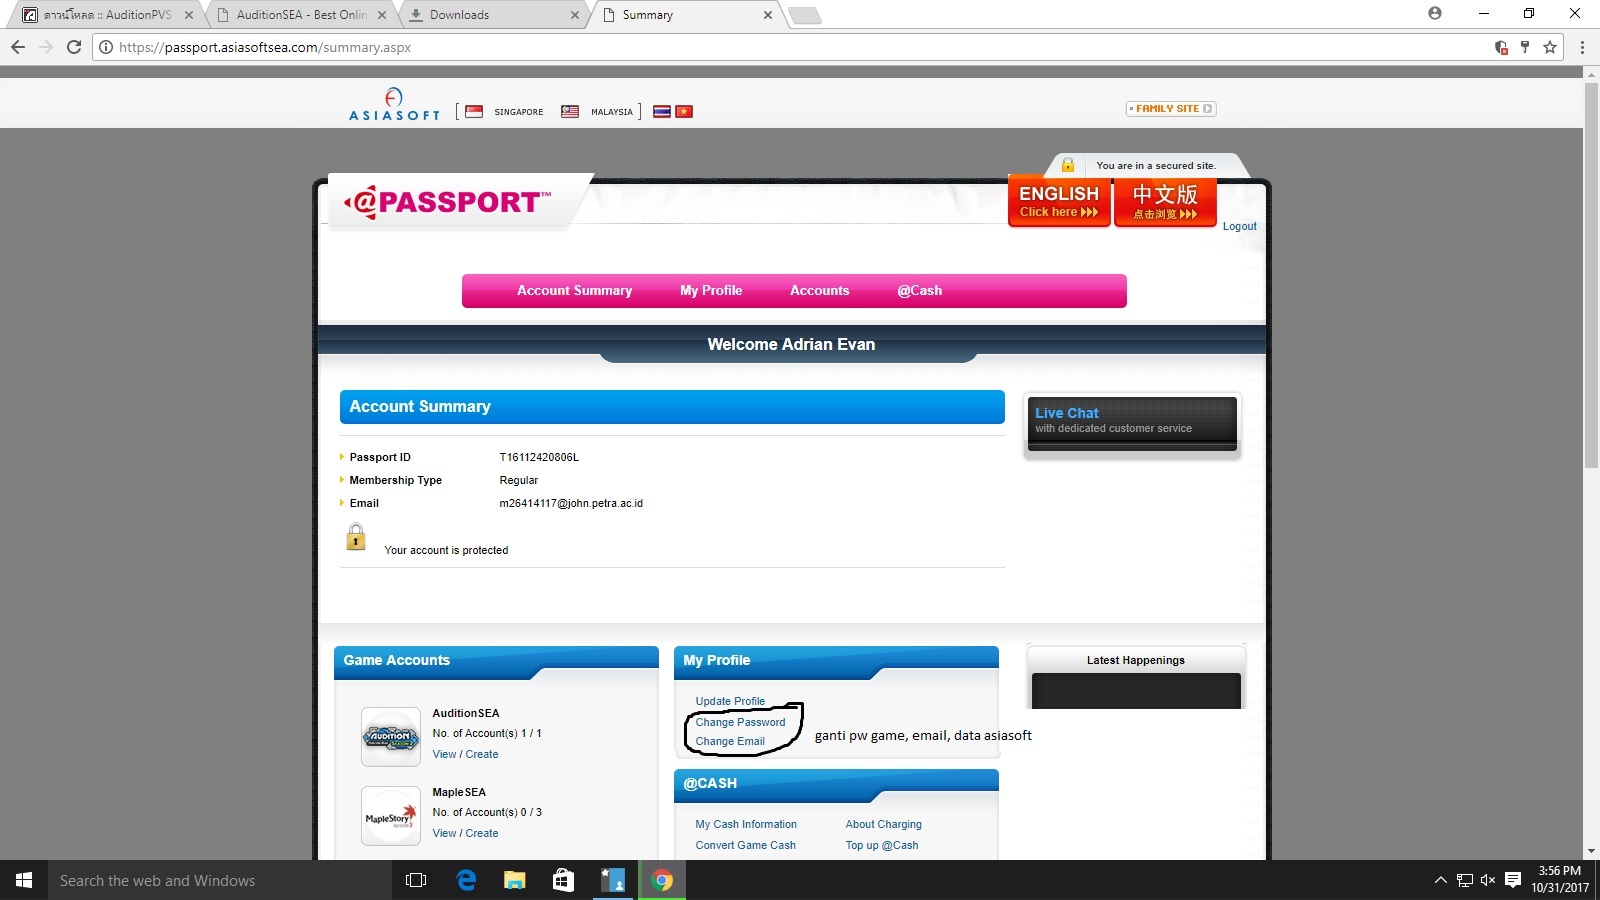 ดาวน์โหลด :: AuditionPVS
AuditionSEA - Best Onlin
Downloads
Summary
https://passport.asiasoftsea.com/summary.aspx
ASIASOFT
[ SINGAPORE MALAYSIA ]
FAMILY SITE
You are in a secured site.
@PASSPORT™
ENGLISH
Click here
中文版
点击浏览
Logout
Account Summary My Profile Accounts @Cash
Welcome Adrian Evan
Account Summary
Live Chat
with dedicated customer service
Passport ID T16112420806L
Membership Type Regular
Email m26414117@john.petra.ac.id
Your account is protected
Game Accounts
AuditionSEA
No. of Account(s) 1 / 1
View / Create
AUDITION
MapleSEA
No. of Account(s) 0 / 3
View / Create
MapleStory
My Profile
Update Profile
Change Password
Change Email
ganti pw game, email, data asiasoft
@CASH
My Cash Information About Charging
Convert Game Cash Top up @Cash
Latest Happenings
Search the web and Windows
3:56 PM
10/31/2017